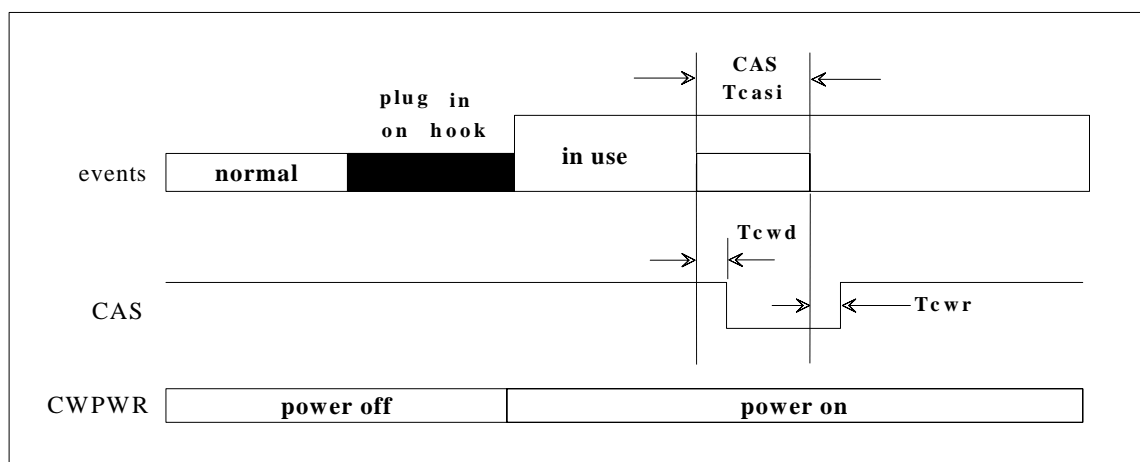 CAS
Tcasi
plug in
on hook
in use
events
normal
Tcwd
CAS
Tcwr
CWPWR
power off
power on